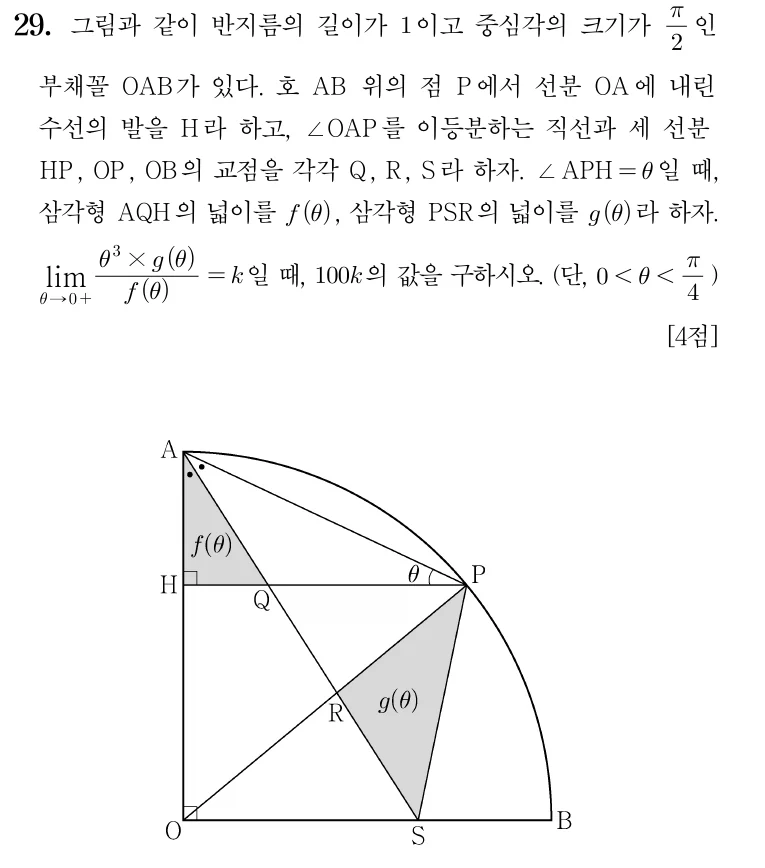 29. 그림과 같이 반지름의 길이가 1이고 중심각의 크기가 π/2 인
부채꼴 OAB가 있다. 호 AB 위의 점 P에서 선분 OA에 내린
수선의 발을 H라 하고, ∠OAP를 이등분하는 직선과 세 선분
HP, OP, OB의 교점을 각각 Q, R, S라 하자. ∠APH=θ일 때,
삼각형 AQH의 넓이를 f(θ), 삼각형 PSR의 넓이를 g(θ)라 하자.
lim θ→0+ θ³×g(θ)/f(θ) =k일 때, 100k의 값을 구하시오. (단, 0<θ<π/4)
[4점]
A
f(θ)
H
θ
P
Q
g(θ)
R
O
S
B